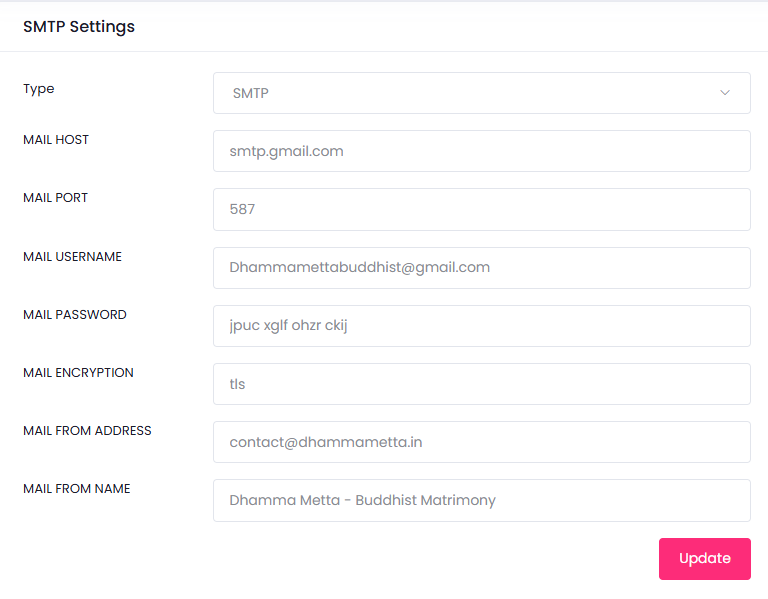 SMTP Settings
Type
SMTP
MAIL HOST
smtp.gmail.com
MAIL PORT
587
MAIL USERNAME
Dhammamettabuddhist@gmail.com
MAIL PASSWORD
jpuc xglf ohzr ckij
MAIL ENCRYPTION
tls
MAIL FROM ADDRESS
contact@dhammametta.in
MAIL FROM NAME
Dhamma Metta - Buddhist Matrimony
Update